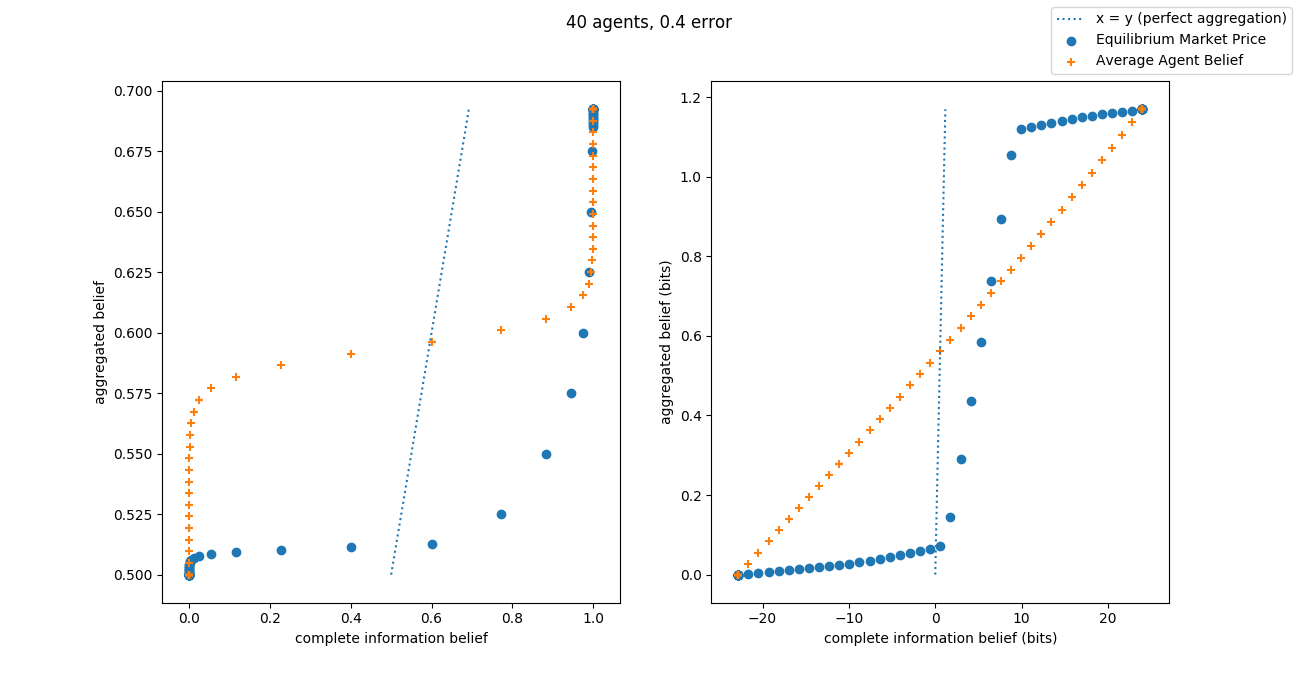 40 agents, 0.4 error
x = y (perfect aggregation)
Equilibrium Market Price
Average Agent Belief
0.700
0.675
0.650
0.625
0.600
0.575
0.550
0.525
0.500
aggregated belief
0.0 0.2 0.4 0.6 0.8 1.0
complete information belief
1.2
1.0
0.8
0.6
0.4
0.2
0.0
aggregated belief (bits)
−20 −10 0 10 20
complete information belief (bits)